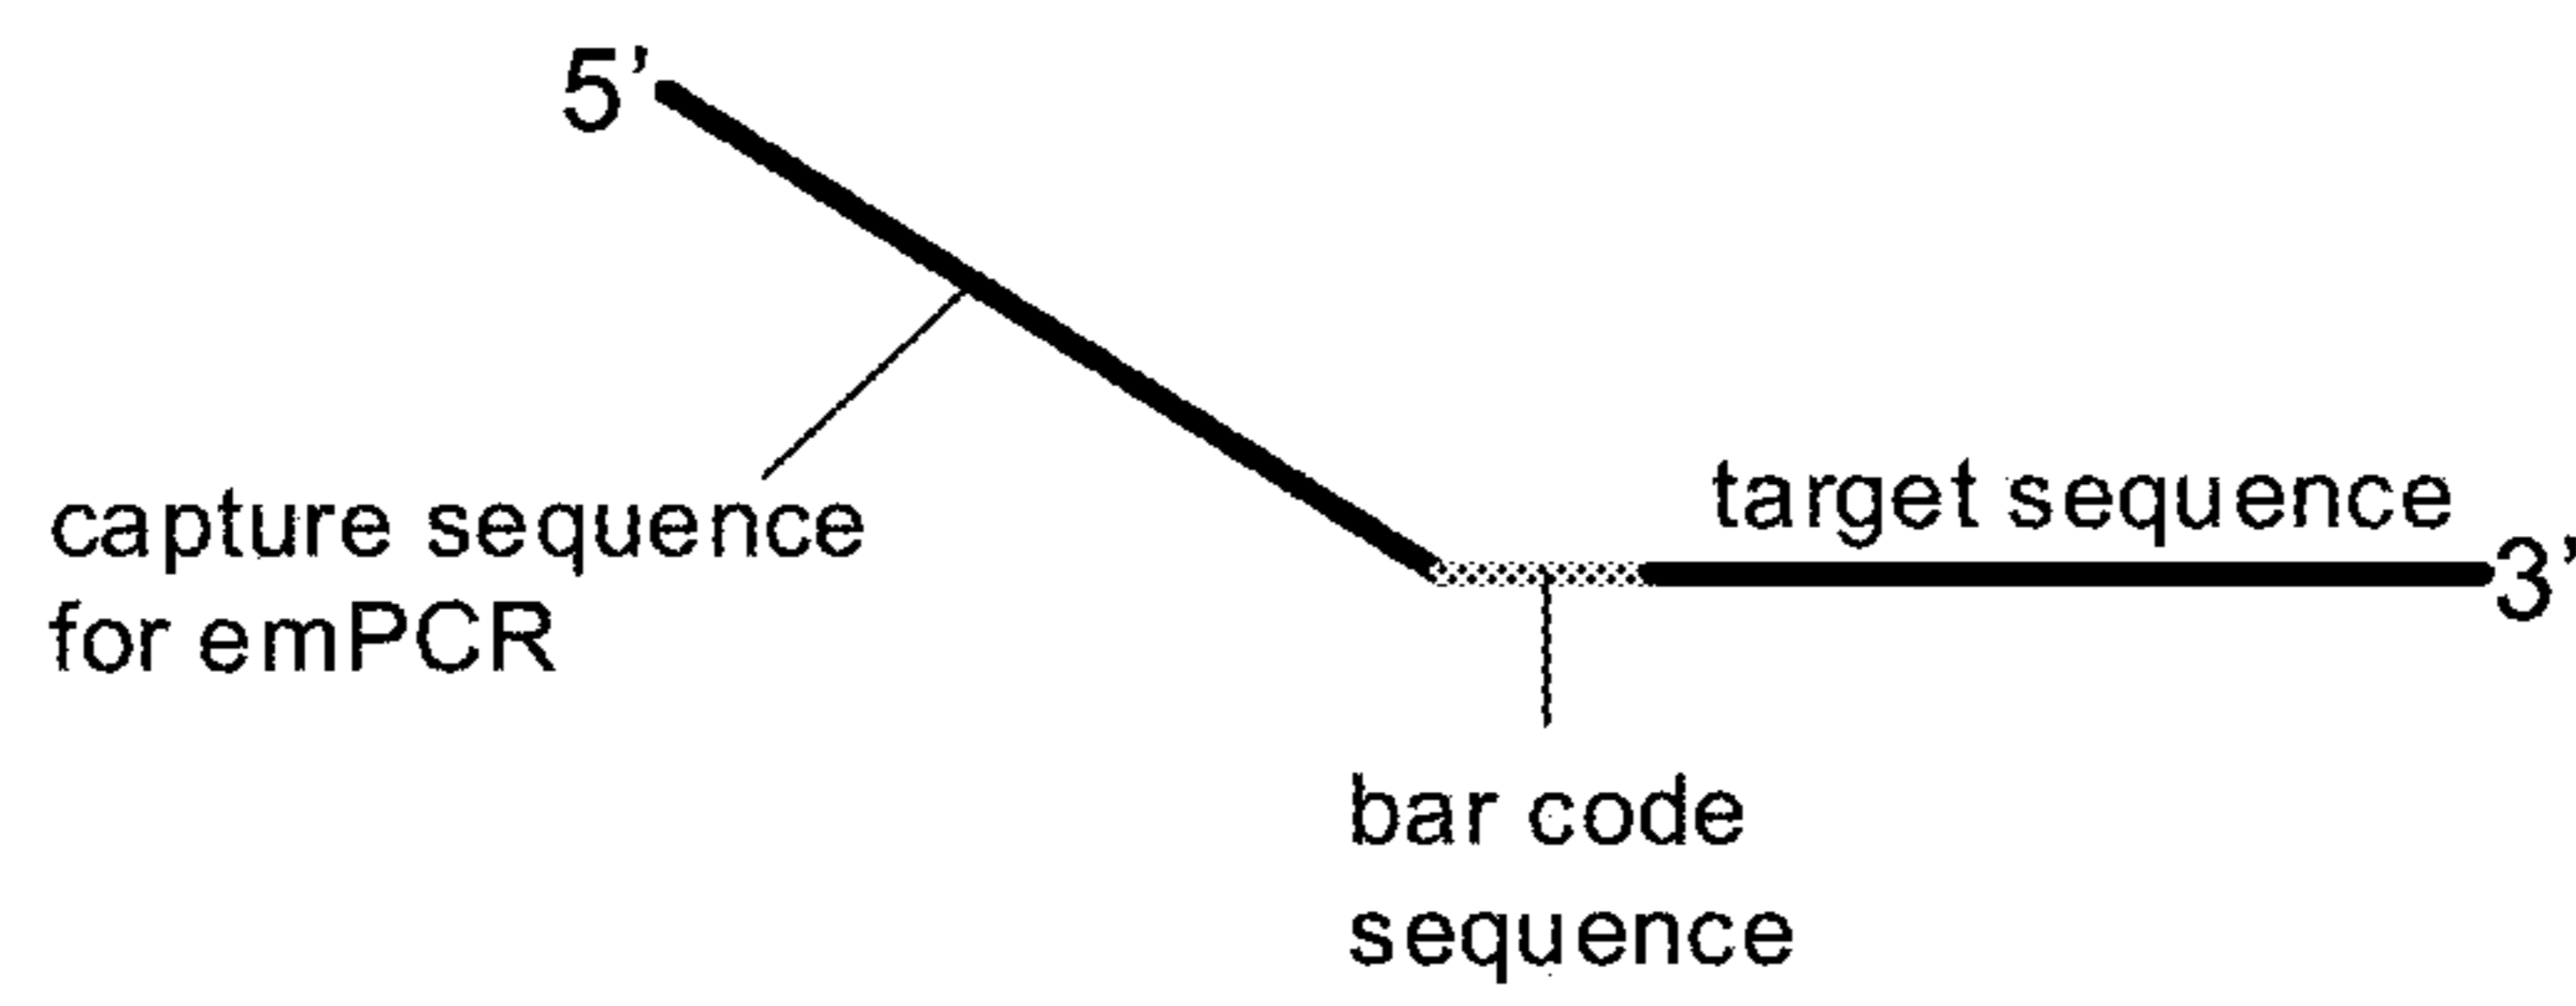 5’
capture sequence
for emPCR
target sequence
3’
bar code
sequence